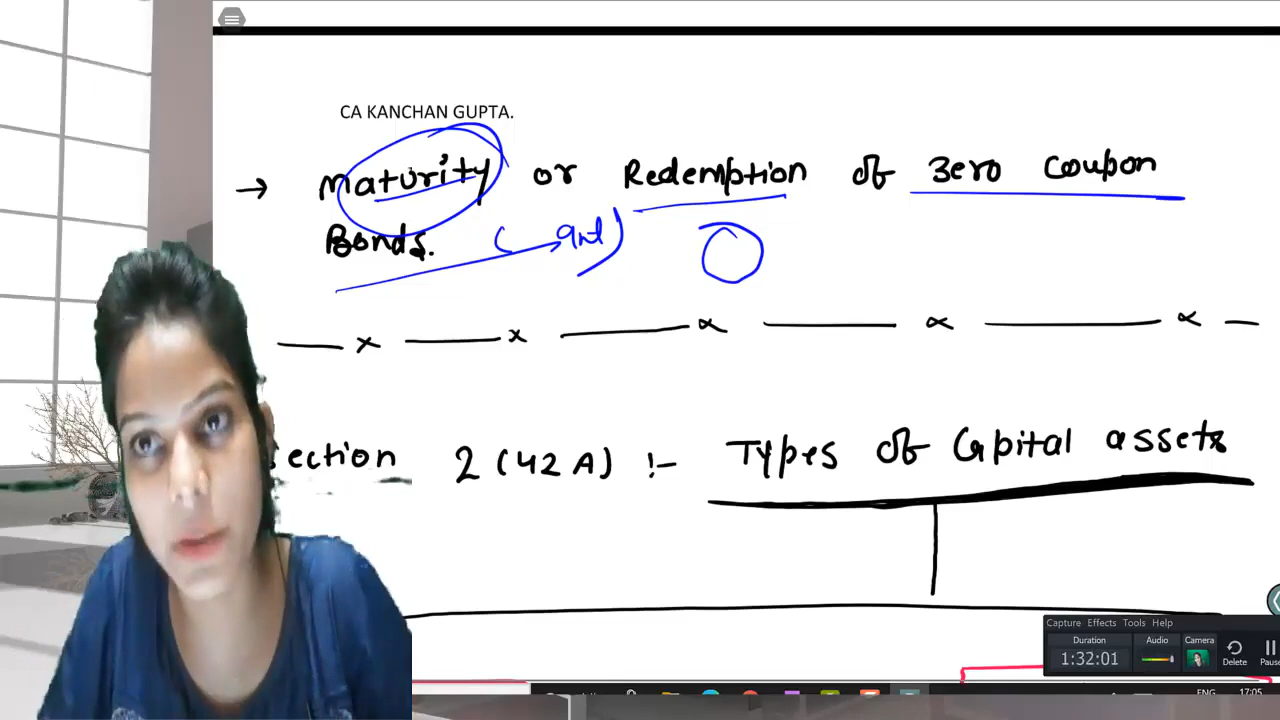 CA KANCHAN GUPTA.
→ Maturity or Redemption of Zero Coupon
Bonds. (→ Int)
— x — x — x — x — x —
ection 2 (42 A) :- Types of Capital assets
Capture Effects Tools Help
Duration Audio Camera
1:32:01 Delete Pause
ENG 17:05